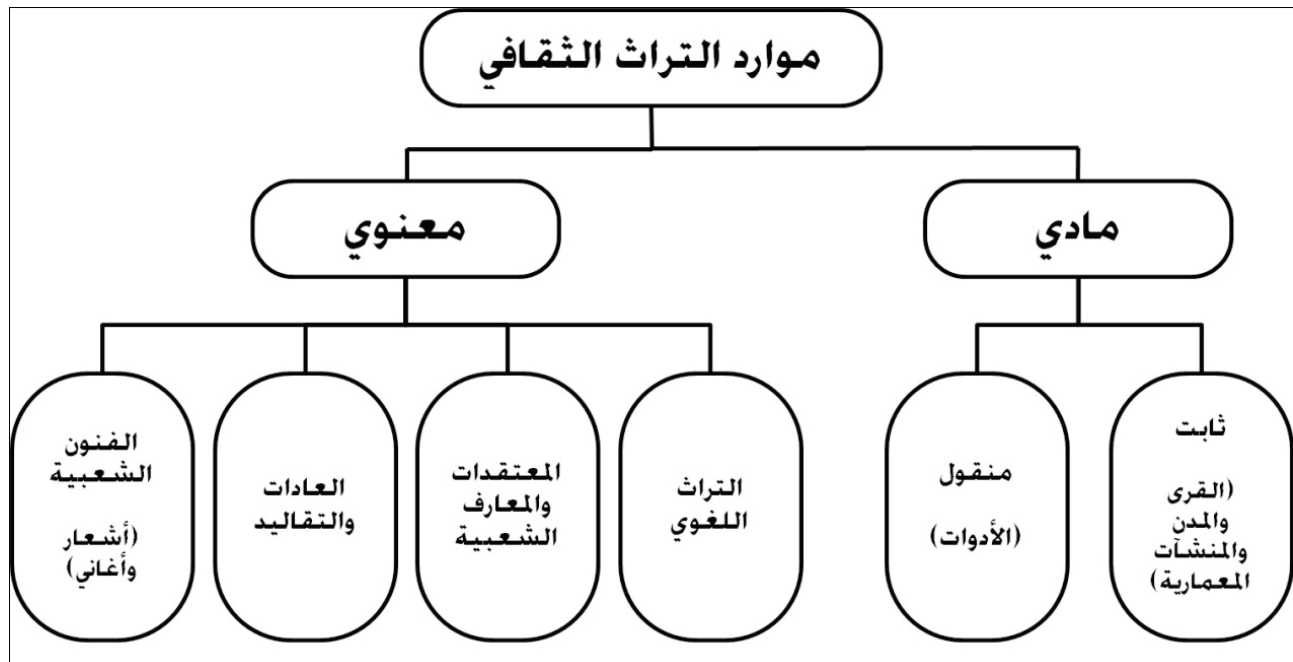 موارد التراث الثقافي
مادي
معنوي
ثابت
(القرى
والمدن
والمنشآت
المعمارية)
منقول
(الأدوات)
التراث
اللغوي
المعتقدات
والمعارف
الشعبية
العادات
والتقاليد
الفنون
الشعبية
(أشعار
وأغاني)